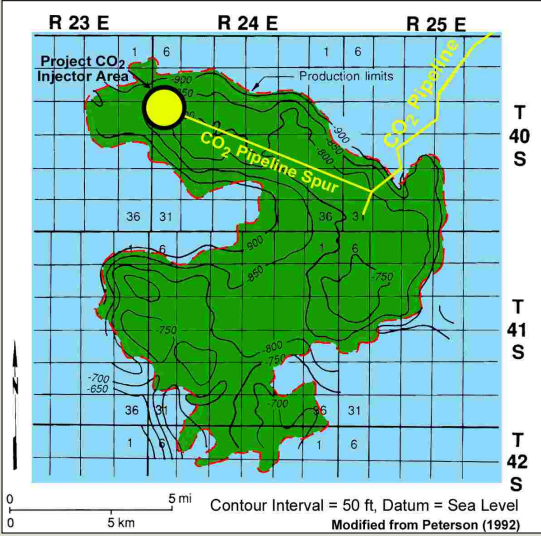 R 23 E R 24 E R 25 E
Project CO2
Injector Area
1 6
1 6
Production limits
CO2 Pipeline
-900
-850
-900
-850
-800
T
40
S
CO2 Pipeline Spur
36 31
36 31
1 6
1 6
-900
-850
-750
-750
T
41
S
-800
-750
-700
-650
-700
36 31
36 31
1 6
1 6
T
42
S
N
0 5 mi
0 5 km
Contour Interval = 50 ft, Datum = Sea Level
Modified from Peterson (1992)